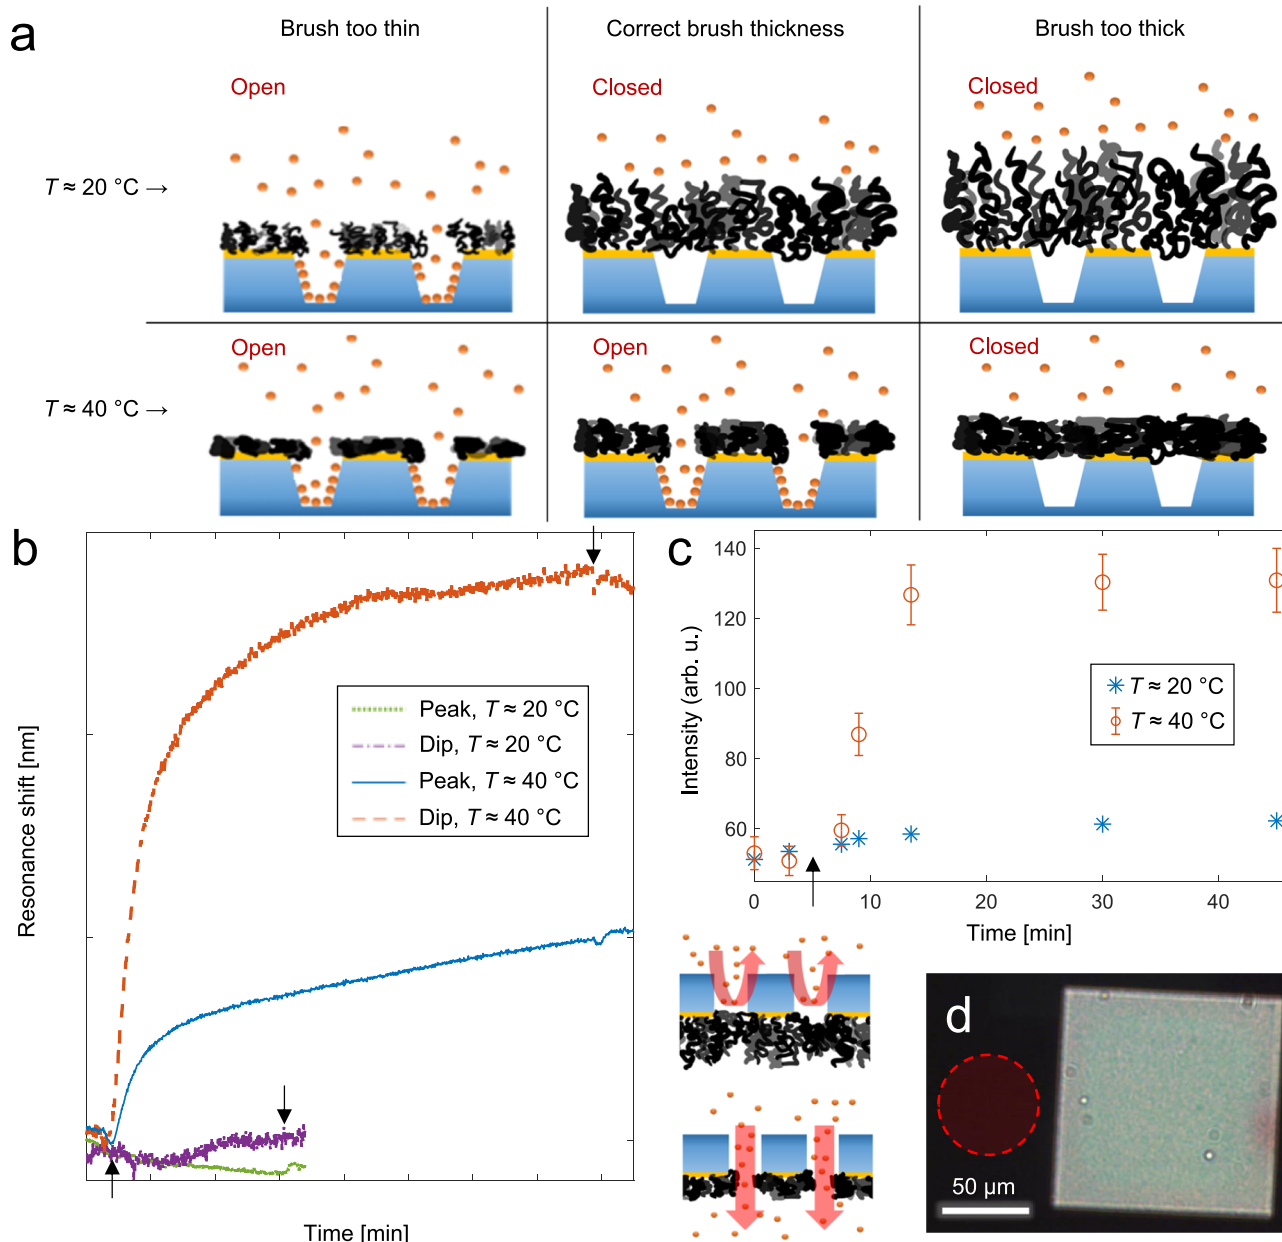 a
Brush too thin
Correct brush thickness
Brush too thick
Open
Closed
Closed
T ≈ 20 °C →
Open
Open
Closed
T ≈ 40 °C →
b
Resonance shift [nm]
Peak, T ≈ 20 °C
Dip, T ≈ 20 °C
Peak, T ≈ 40 °C
Dip, T ≈ 40 °C
Time [min]
c
Intensity (arb. u.)
140
120
100
80
60
T ≈ 20 °C
T ≈ 40 °C
0
10
20
30
40
Time [min]
d
50 µm